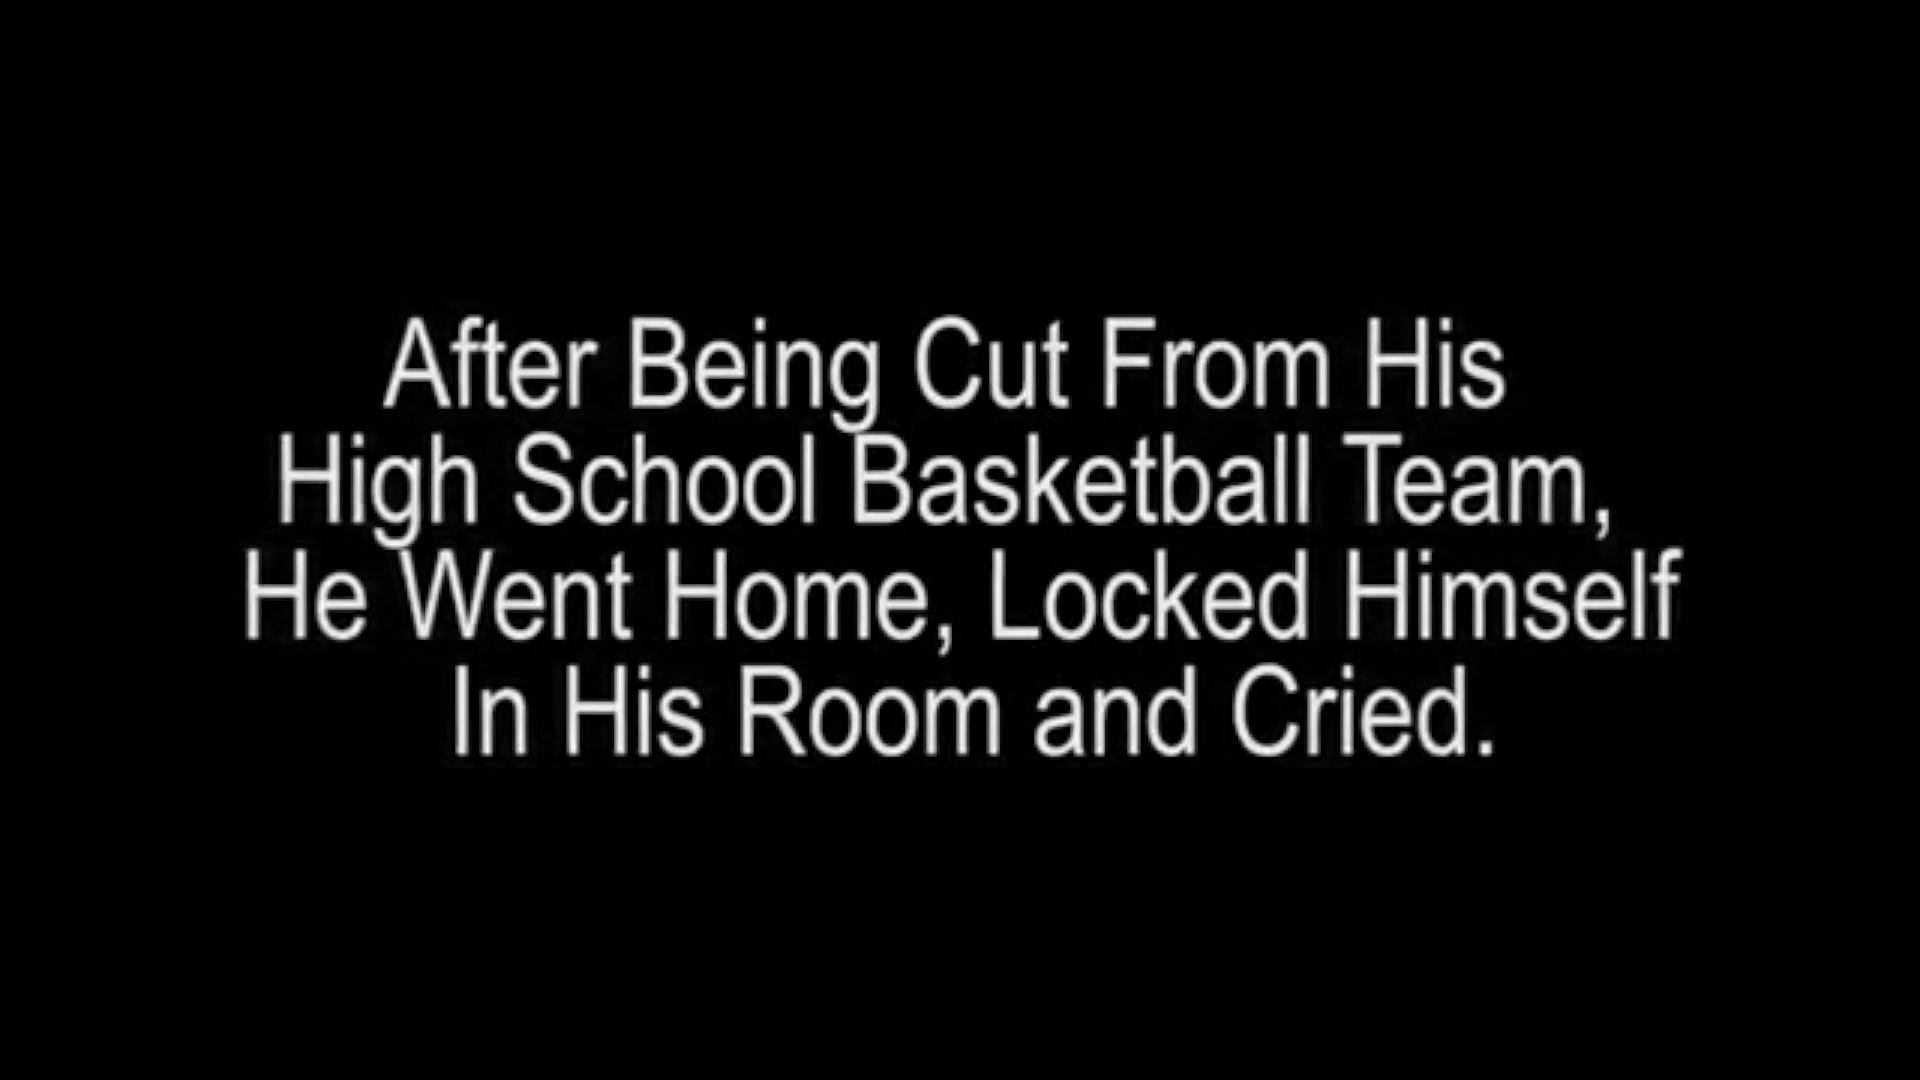 After Being Cut From His
High School Basketball Team,
He Went Home, Locked Himself
In His Room and Cried.